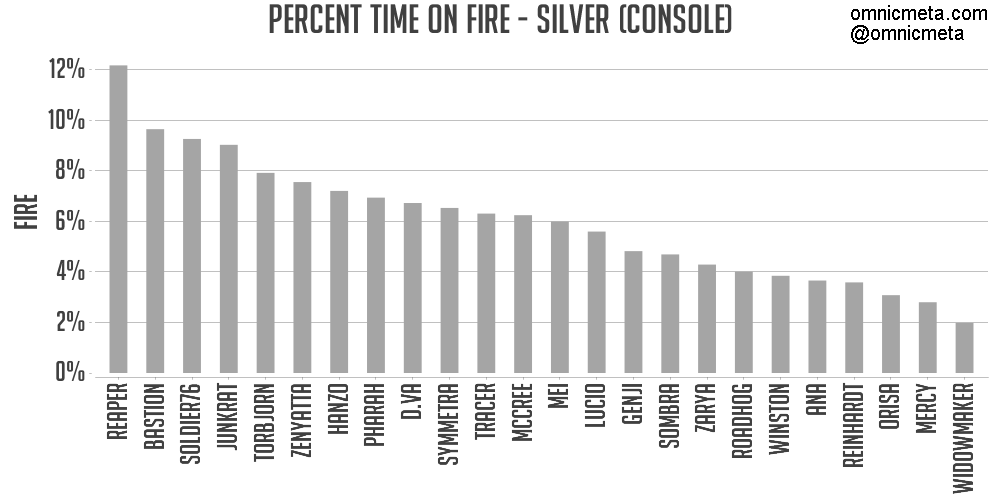 PERCENT TIME ON FIRE - SILVER (CONSOLE)
omnicmeta.com
@omnicmeta
FIRE
12%
10%
8%
6%
4%
2%
0%
REAPER
BASTION
SOLDIER76
JUNKRAT
TORBJORN
ZENYATTA
HANZO
PHARAH
D.VA
SYMMETRA
TRACER
MCCREE
MEI
LUCIO
GENJI
SOMBRA
ZARYA
ROADHOG
WINSTON
ANA
REINHARDT
ORISA
MERCY
WIDOWMAKER